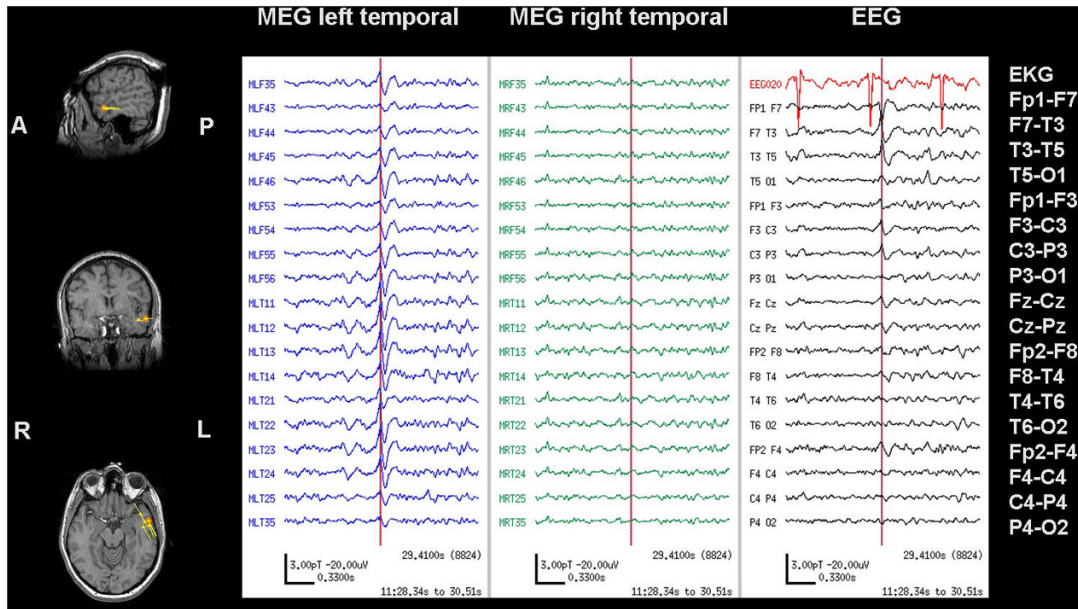 MEG left temporal
MEG right temporal
EEG
A
P
R
L
MLF35
MLF43
MLF44
MLF45
MLF46
MLF53
MLF54
MLF55
MLF56
MLT11
MLT12
MLT13
MLT14
MLT21
MLT22
MLT23
MLT24
MLT25
MLT35
3.00pT -20.00uV
0.3300s
29.4100s (8824)
11:28.34s to 30.51s
MRF35
MRF43
MRF44
MRF45
MRF46
MRF53
MRF54
MRF55
MRF56
MRT11
MRT12
MRT13
MRT14
MRT21
MRT22
MRT23
MRT24
MRT25
MRT35
3.00pT -20.00uV
0.3300s
29.4100s (8824)
11:28.34s to 30.51s
EEG020
FP1 F7
F7 T3
T3 T5
T5 O1
FP1 F3
F3 C3
C3 P3
P3 O1
Fz Cz
Cz Pz
FP2 F8
F8 T4
T4 T6
T6 O2
FP2 F4
F4 C4
C4 P4
P4 O2
3.00pT -20.00uV
0.3300s
29.4100s (8824)
11:28.34s to 30.51s
EKG
Fp1-F7
F7-T3
T3-T5
T5-O1
Fp1-F3
F3-C3
C3-P3
P3-O1
Fz-Cz
Cz-Pz
Fp2-F8
F8-T4
T4-T6
T6-O2
Fp2-F4
F4-C4
C4-P4
P4-O2